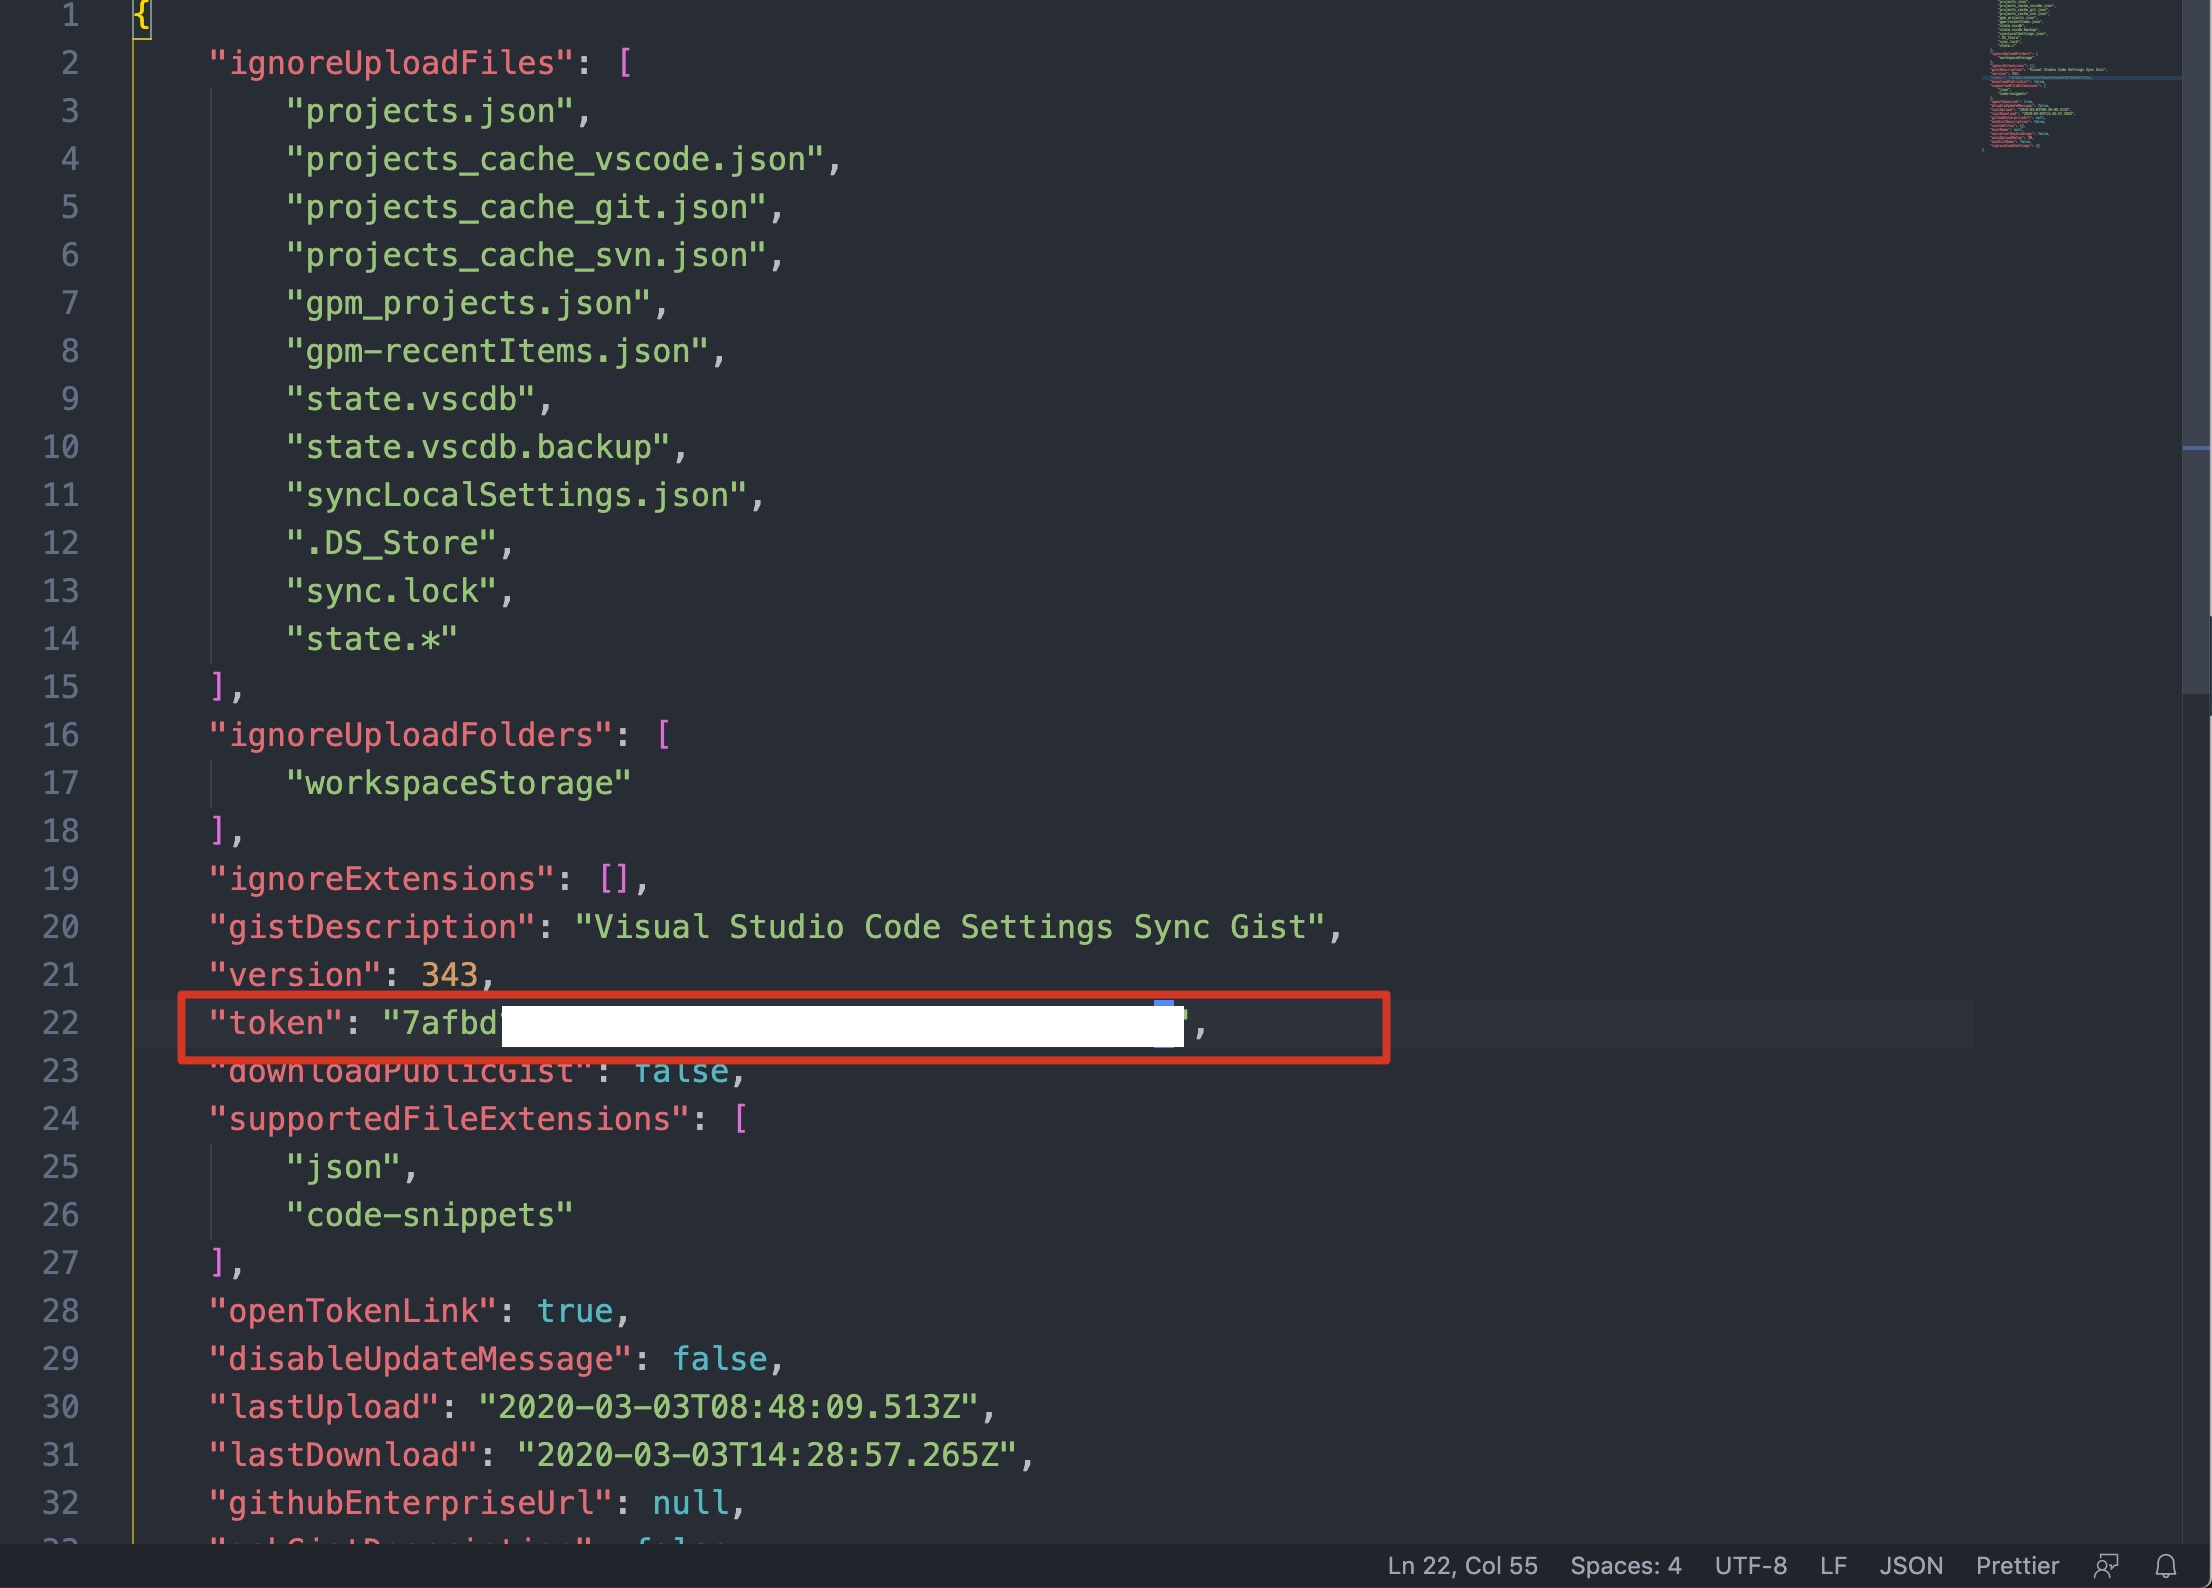 1 {
2 "ignoreUploadFiles": [
3 "projects.json",
4 "projects_cache_vscode.json",
5 "projects_cache_git.json",
6 "projects_cache_svn.json",
7 "gpm_projects.json",
8 "gpm-recentItems.json",
9 "state.vscdb",
10 "state.vscdb.backup",
11 "syncLocalSettings.json",
12 ".DS_Store",
13 "sync.lock",
14 "state.*"
15 ],
16 "ignoreUploadFolders": [
17 "workspaceStorage"
18 ],
19 "ignoreExtensions": [],
20 "gistDescription": "Visual Studio Code Settings Sync Gist",
21 "version": 343,
22 "token": "7afbd ",
23 "downloadPublicGist": false,
24 "supportedFileExtensions": [
25 "json",
26 "code-snippets"
27 ],
28 "openTokenLink": true,
29 "disableUpdateMessage": false,
30 "lastUpload": "2020-03-03T08:48:09.513Z",
31 "lastDownload": "2020-03-03T14:28:57.265Z",
32 "githubEnterpriseUrl": null,
Ln 22, Col 55 Spaces: 4 UTF-8 LF JSON Prettier